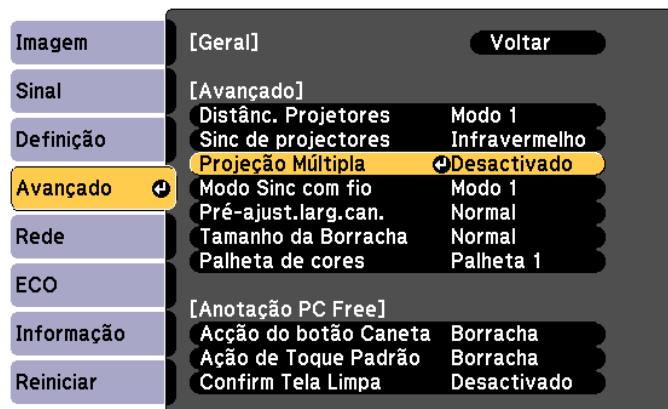 Imagem
Sinal
Definição
Avançado
Rede
ECO
Informação
Reiniciar
[Geral] Voltar
[Avançado]
Distânc. Projetores Modo 1
Sinc de projectores Infravermelho
Projeção Múltipla Desactivado
Modo Sinc com fio Modo 1
Pré-ajust.larg.can. Normal
Tamanho da Borracha Normal
Palheta de cores Palheta 1
[Anotação PC Free]
Acção do botão Caneta Borracha
Ação de Toque Padrão Borracha
Confirm Tela Limpa Desactivado